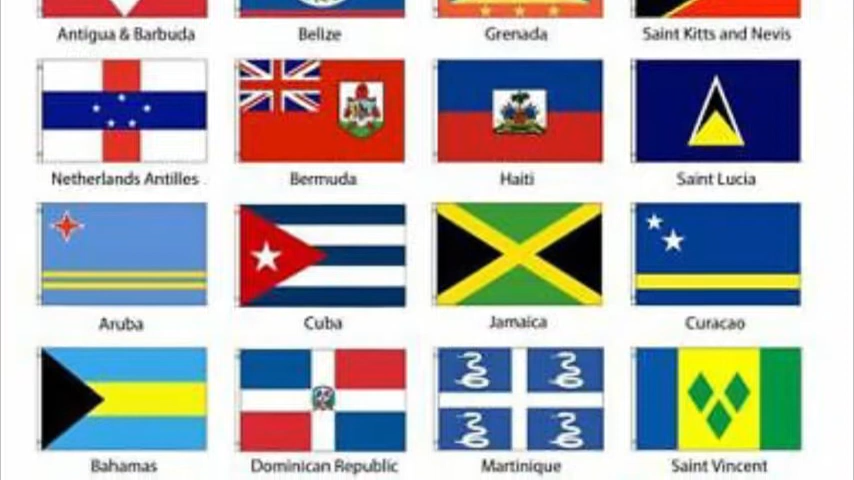 Antigua & Barbuda
Belize
Grenada
Saint Kitts and Nevis
Netherlands Antilles
Bermuda
Haiti
Saint Lucia
Aruba
Cuba
Jamaica
Curacao
Bahamas
Dominican Republic
Martinique
Saint Vincent